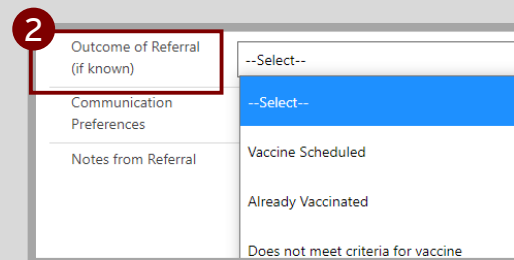 2
Outcome of Referral
(if known)
--Select--
--Select--
Communication
Preferences
Vaccine Scheduled
Notes from Referral
Already Vaccinated
Does not meet criteria for vaccine